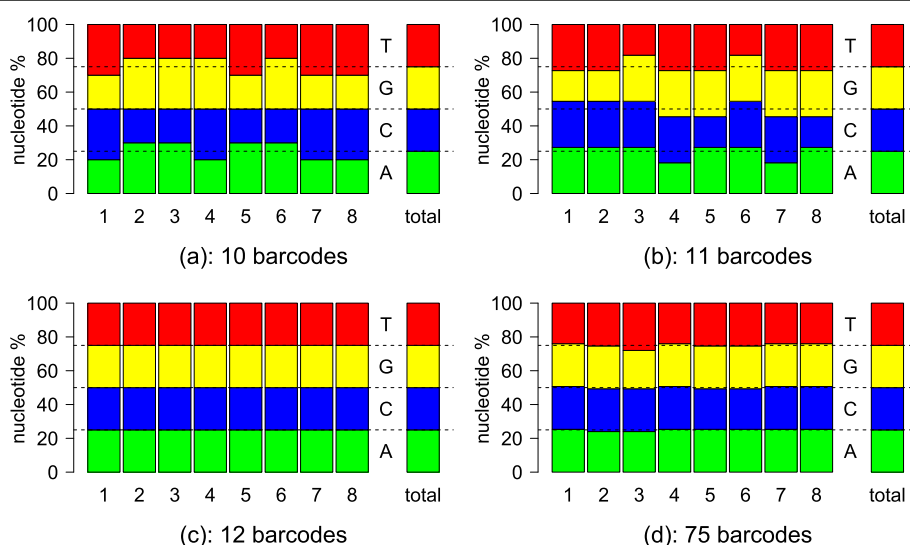 nucleotide %
100
80
60
40
20
0
T
G
C
A
1 2 3 4 5 6 7 8 total
(a): 10 barcodes
nucleotide %
100
80
60
40
20
0
T
G
C
A
1 2 3 4 5 6 7 8 total
(b): 11 barcodes
nucleotide %
100
80
60
40
20
0
T
G
C
A
1 2 3 4 5 6 7 8 total
(c): 12 barcodes
nucleotide %
100
80
60
40
20
0
T
G
C
A
1 2 3 4 5 6 7 8 total
(d): 75 barcodes